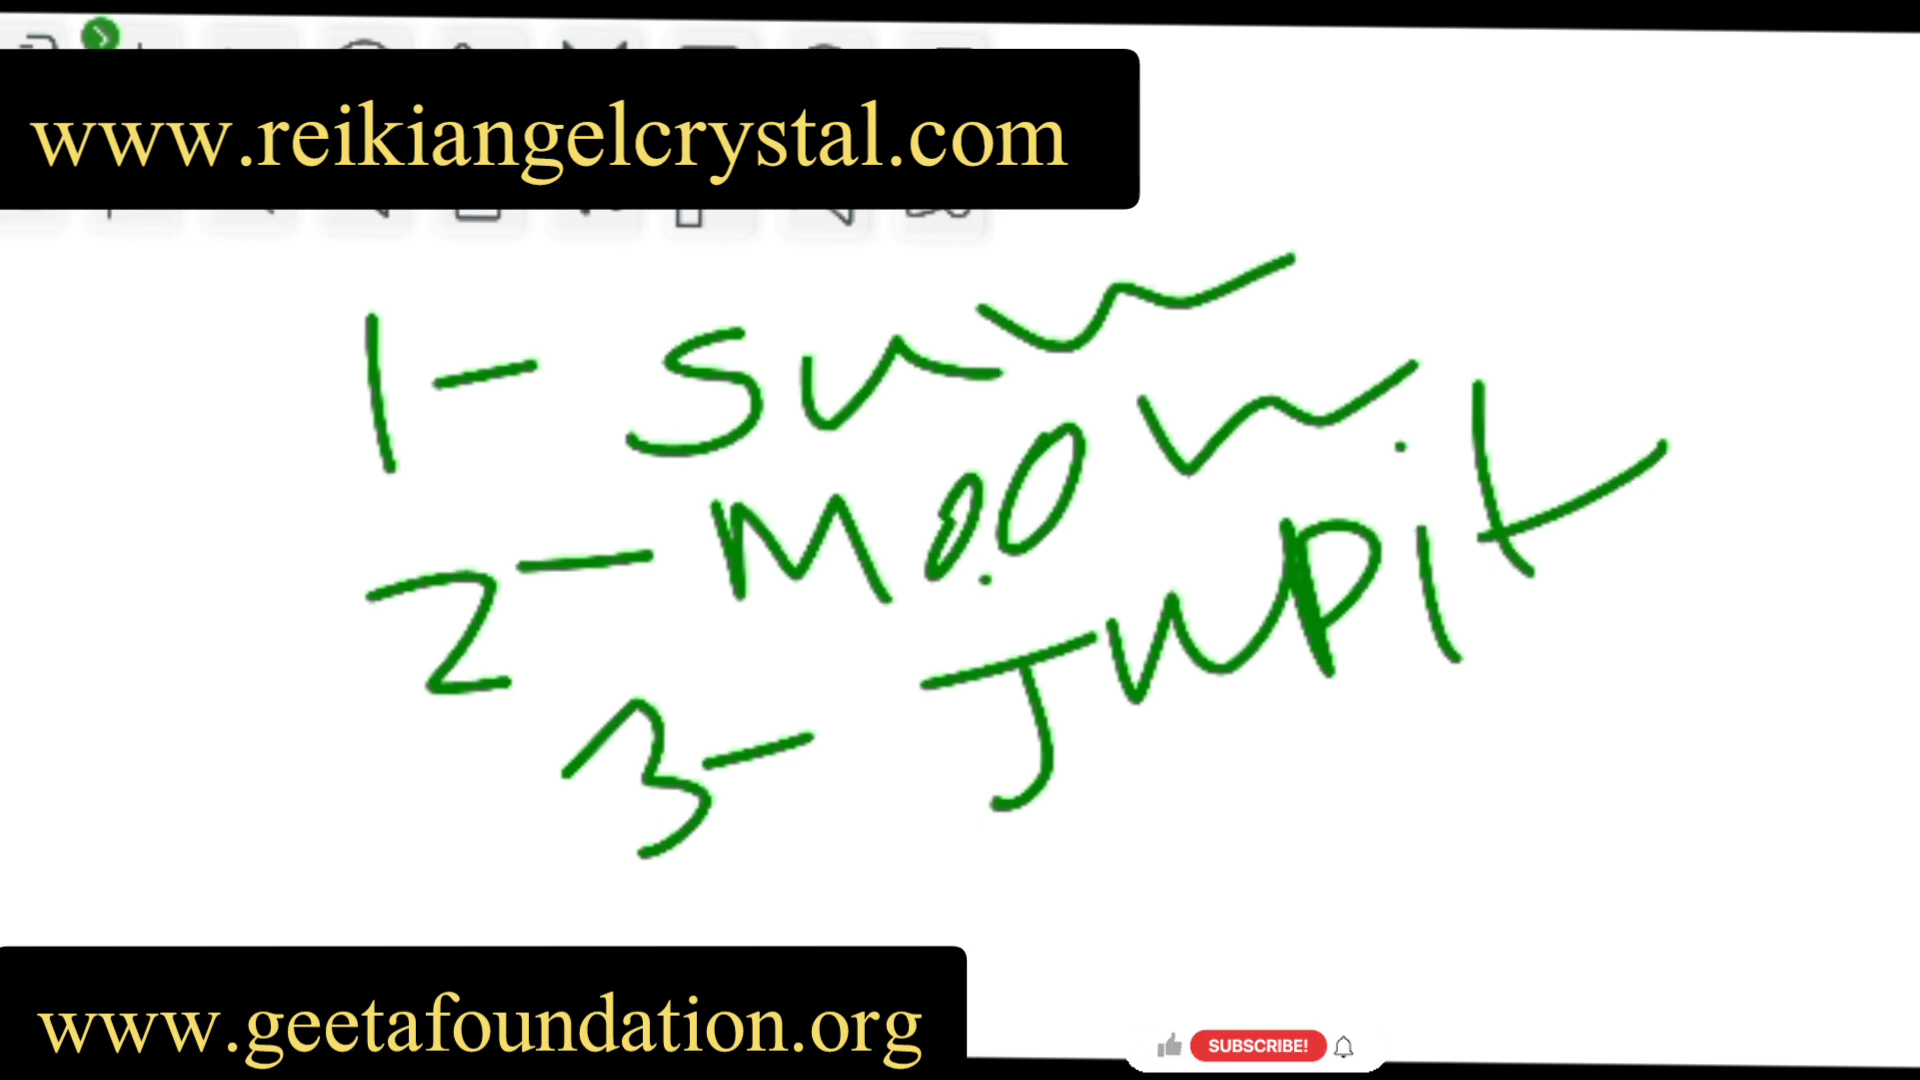 www.reikiangelcrystal.com
1- Sun
2- Moon
3- Jupit
www.geetafoundation.org
SUBSCRIBE!